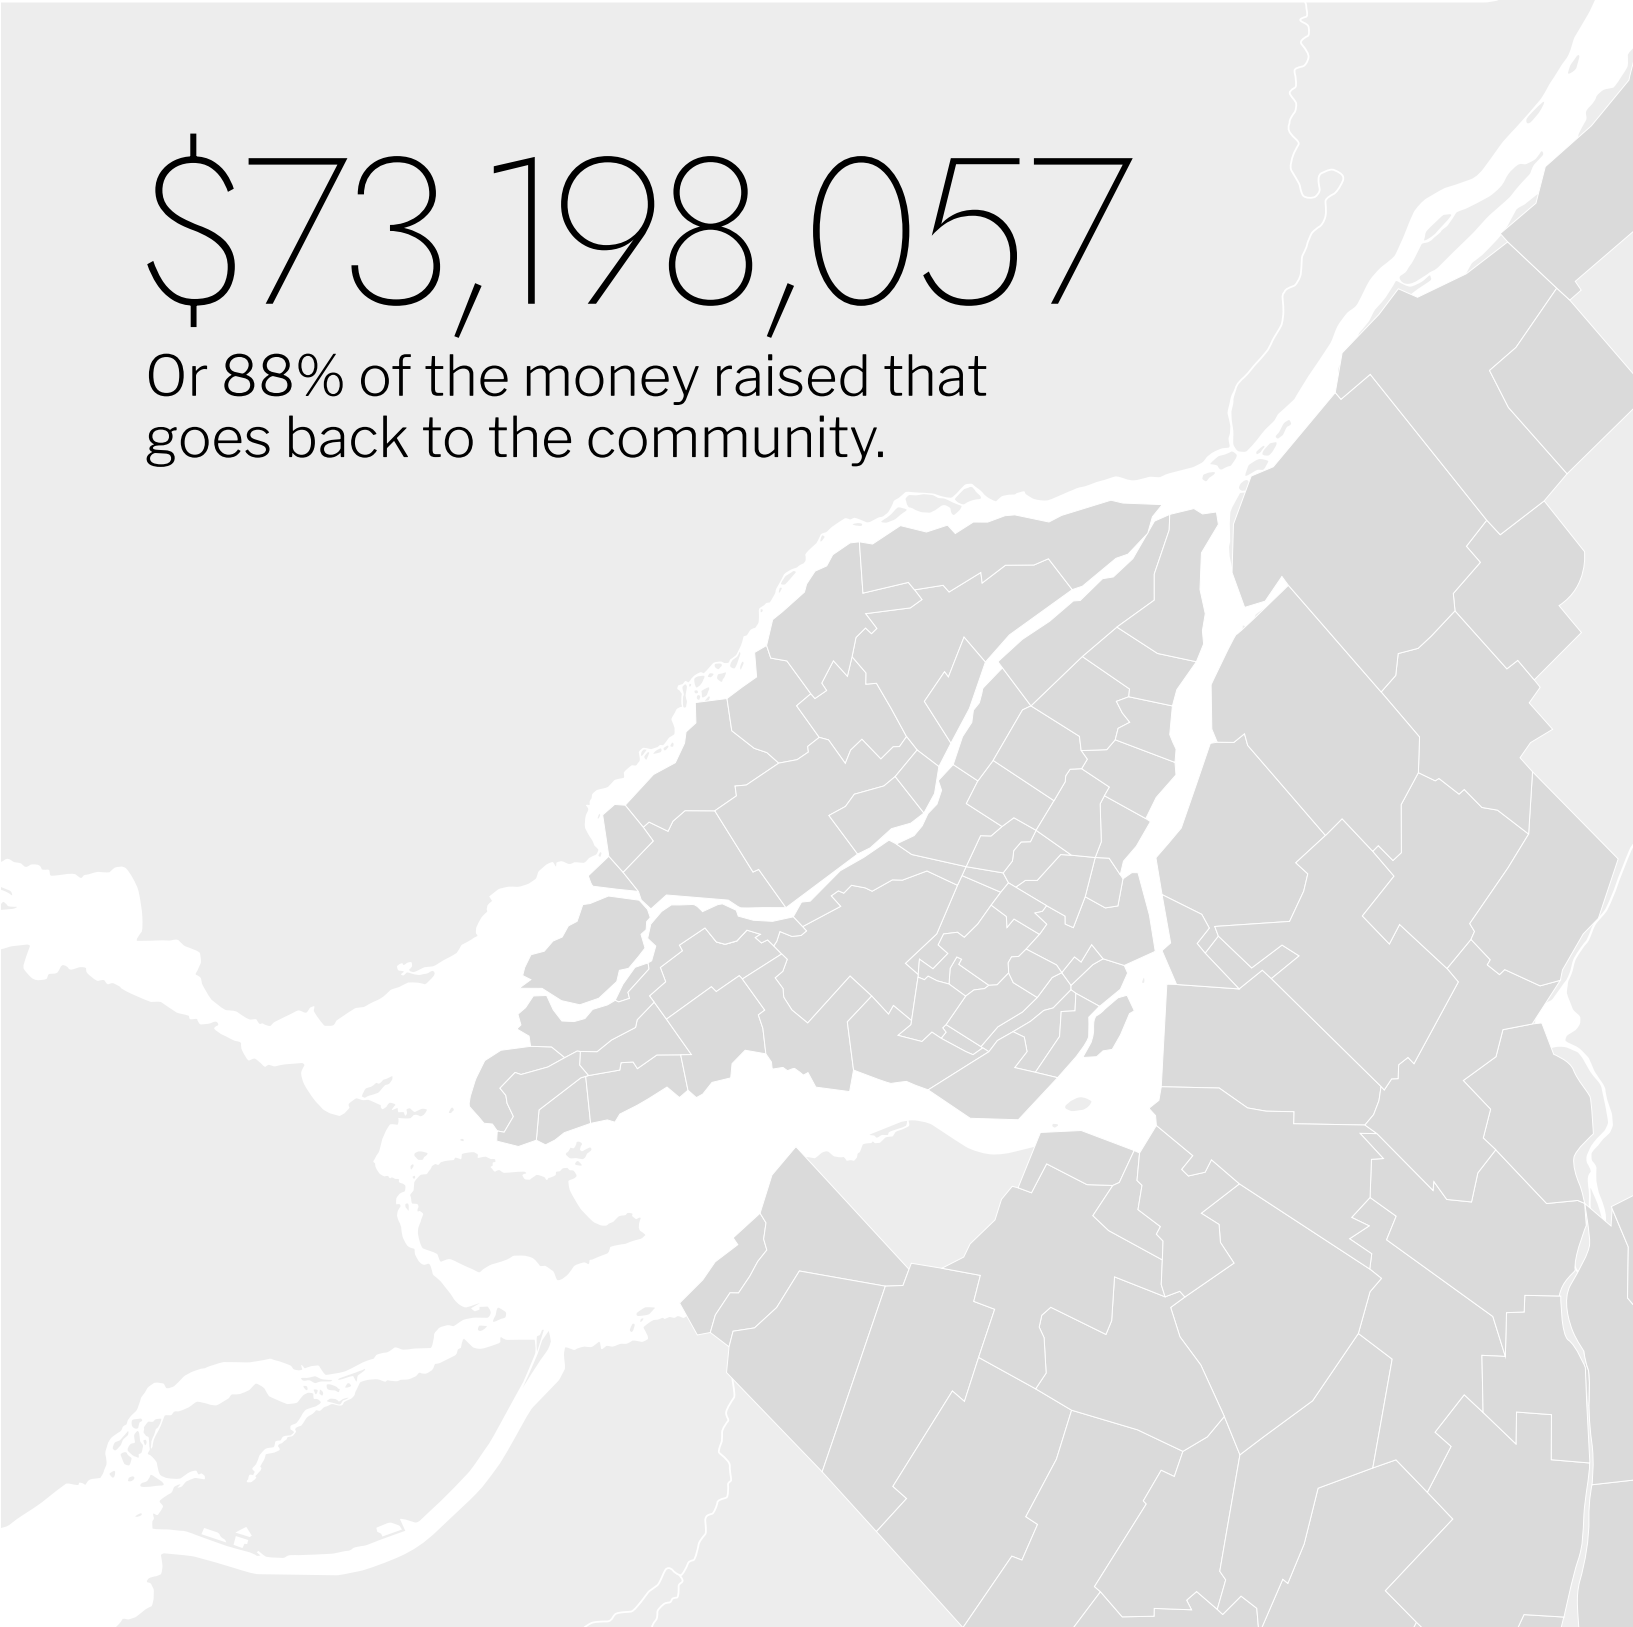 $73,198,057
Or 88% of the money raised that
goes back to the community.